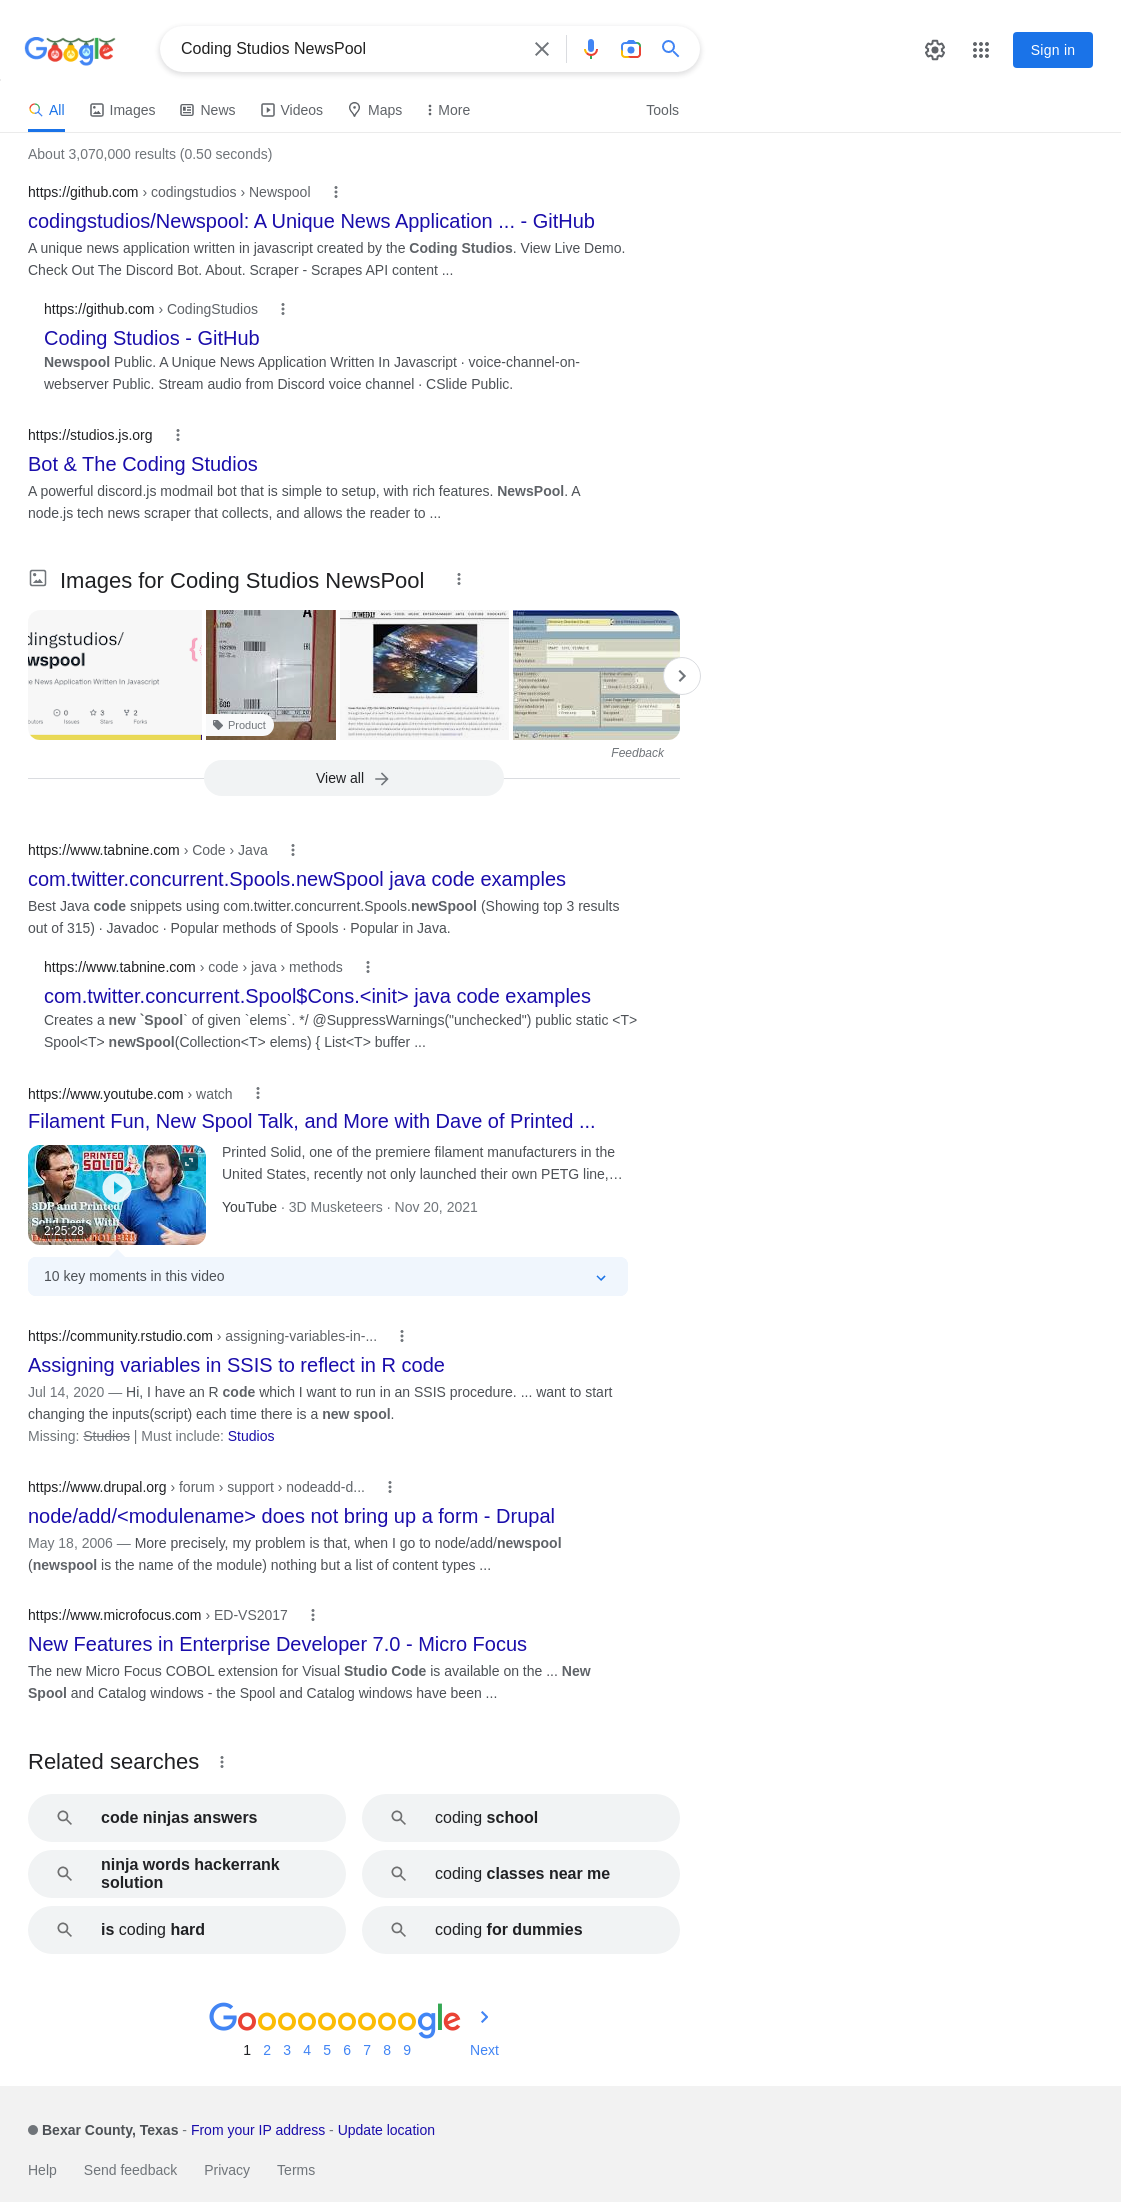 Google
Coding Studios NewsPool
Sign in
All
Images
News
Videos
Maps
More
Tools
About 3,070,000 results (0.50 seconds)
https://github.com › codingstudios › Newspool
codingstudios/Newspool: A Unique News Application ... - GitHub
A unique news application written in javascript created by the Coding Studios. View Live Demo.
Check Out The Discord Bot. About. Scraper - Scrapes API content ...
https://github.com › CodingStudios
Coding Studios - GitHub
Newspool Public. A Unique News Application Written In Javascript · voice-channel-on-
webserver Public. Stream audio from Discord voice channel · CSlide Public.
https://studios.js.org
Bot & The Coding Studios
A powerful discord.js modmail bot that is simple to setup, with rich features. NewsPool. A
node.js tech news scraper that collects, and allows the reader to ...
Images for Coding Studios NewsPool
dingstudios/
wspool
e News Application Written In Javascript
0
3
2
Issues
Stars
Forks
Product
Feedback
View all
https://www.tabnine.com › Code › Java
com.twitter.concurrent.Spools.newSpool java code examples
Best Java code snippets using com.twitter.concurrent.Spools.newSpool (Showing top 3 results
out of 315) · Javadoc · Popular methods of Spools · Popular in Java.
https://www.tabnine.com › code › java › methods
com.twitter.concurrent.Spool$Cons.<init> java code examples
Creates a new `Spool` of given `elems`. */ @SuppressWarnings("unchecked") public static <T>
Spool<T> newSpool(Collection<T> elems) { List<T> buffer ...
https://www.youtube.com › watch
Filament Fun, New Spool Talk, and More with Dave of Printed ...
PRINTED
SOLID
3DP and Printed
Solid Deets With
2:25:28
Printed Solid, one of the premiere filament manufacturers in the
United States, recently not only launched their own PETG line,…
YouTube · 3D Musketeers · Nov 20, 2021
10 key moments in this video
https://community.rstudio.com › assigning-variables-in-...
Assigning variables in SSIS to reflect in R code
Jul 14, 2020 — Hi, I have an R code which I want to run in an SSIS procedure. ... want to start
changing the inputs(script) each time there is a new spool.
Missing: Studios | Must include: Studios
https://www.drupal.org › forum › support › nodeadd-d...
node/add/<modulename> does not bring up a form - Drupal
May 18, 2006 — More precisely, my problem is that, when I go to node/add/newspool
(newspool is the name of the module) nothing but a list of content types ...
https://www.microfocus.com › ED-VS2017
New Features in Enterprise Developer 7.0 - Micro Focus
The new Micro Focus COBOL extension for Visual Studio Code is available on the ... New
Spool and Catalog windows - the Spool and Catalog windows have been ...
Related searches
code ninjas answers
coding school
ninja words hackerrank
solution
coding classes near me
is coding hard
coding for dummies
Gooooooooogle
1 2 3 4 5 6 7 8 9 Next
Bexar County, Texas - From your IP address - Update location
Help
Send feedback
Privacy
Terms